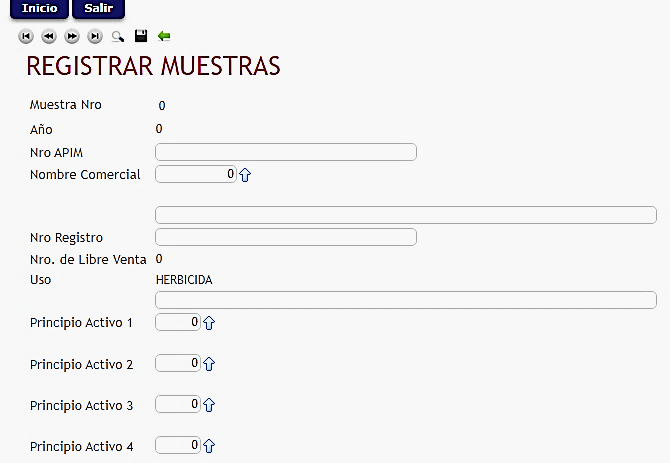 Inicio Salir
REGISTRAR MUESTRAS
Muestra Nro 0
Año 0
Nro APIM
Nombre Comercial 0
Nro Registro
Nro. de Libre Venta 0
Uso HERBICIDA
Principio Activo 1 0
Principio Activo 2 0
Principio Activo 3 0
Principio Activo 4 0